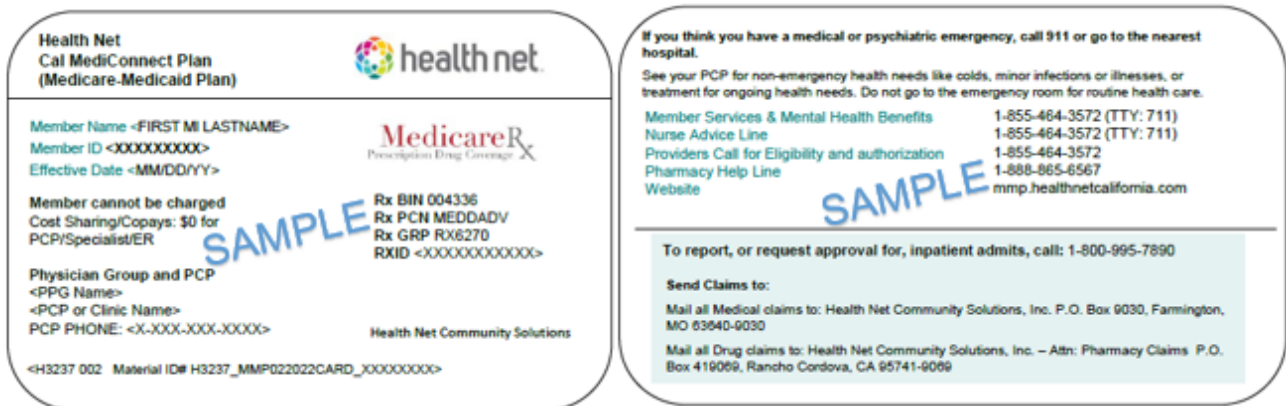 Health Net
Cal MediConnect Plan
(Medicare-Medicaid Plan)
health net.
Member Name <FIRST MI LASTNAME>
Member ID <XXXXXXXXX>
Effective Date <MM/DD/YY>
MedicareRx
Prescription Drug Coverage
Member cannot be charged
Cost Sharing/Copays: $0 for
PCP/Specialist/ER
SAMPLE
Rx BIN 004336
Rx PCN MEDDADV
Rx GRP RX6270
RXID <XXXXXXXXXXX>
Physician Group and PCP
<PPG Name>
<PCP or Clinic Name>
PCP PHONE: <X-XXX-XXX-XXXX>
Health Net Community Solutions
<H3237 002 Material ID# H3237_MMP022022CARD_XXXXXXXX>
If you think you have a medical or psychiatric emergency, call 911 or go to the nearest
hospital.
See your PCP for non-emergency health needs like colds, minor infections or illnesses, or
treatment for ongoing health needs. Do not go to the emergency room for routine health care.
Member Services & Mental Health Benefits 1-855-464-3572 (TTY: 711)
Nurse Advice Line 1-855-464-3572 (TTY: 711)
Providers Call for Eligibility and authorization 1-855-464-3572
Pharmacy Help Line 1-888-865-6567
Website mmp.healthnetcalifornia.com
SAMPLE
To report, or request approval for, inpatient admits, call: 1-800-995-7890
Send Claims to:
Mail all Medical claims to: Health Net Community Solutions, Inc. P.O. Box 9030, Farmington,
MO 63640-9030
Mail all Drug claims to: Health Net Community Solutions, Inc. – Attn: Pharmacy Claims P.O.
Box 419069, Rancho Cordova, CA 95741-9069